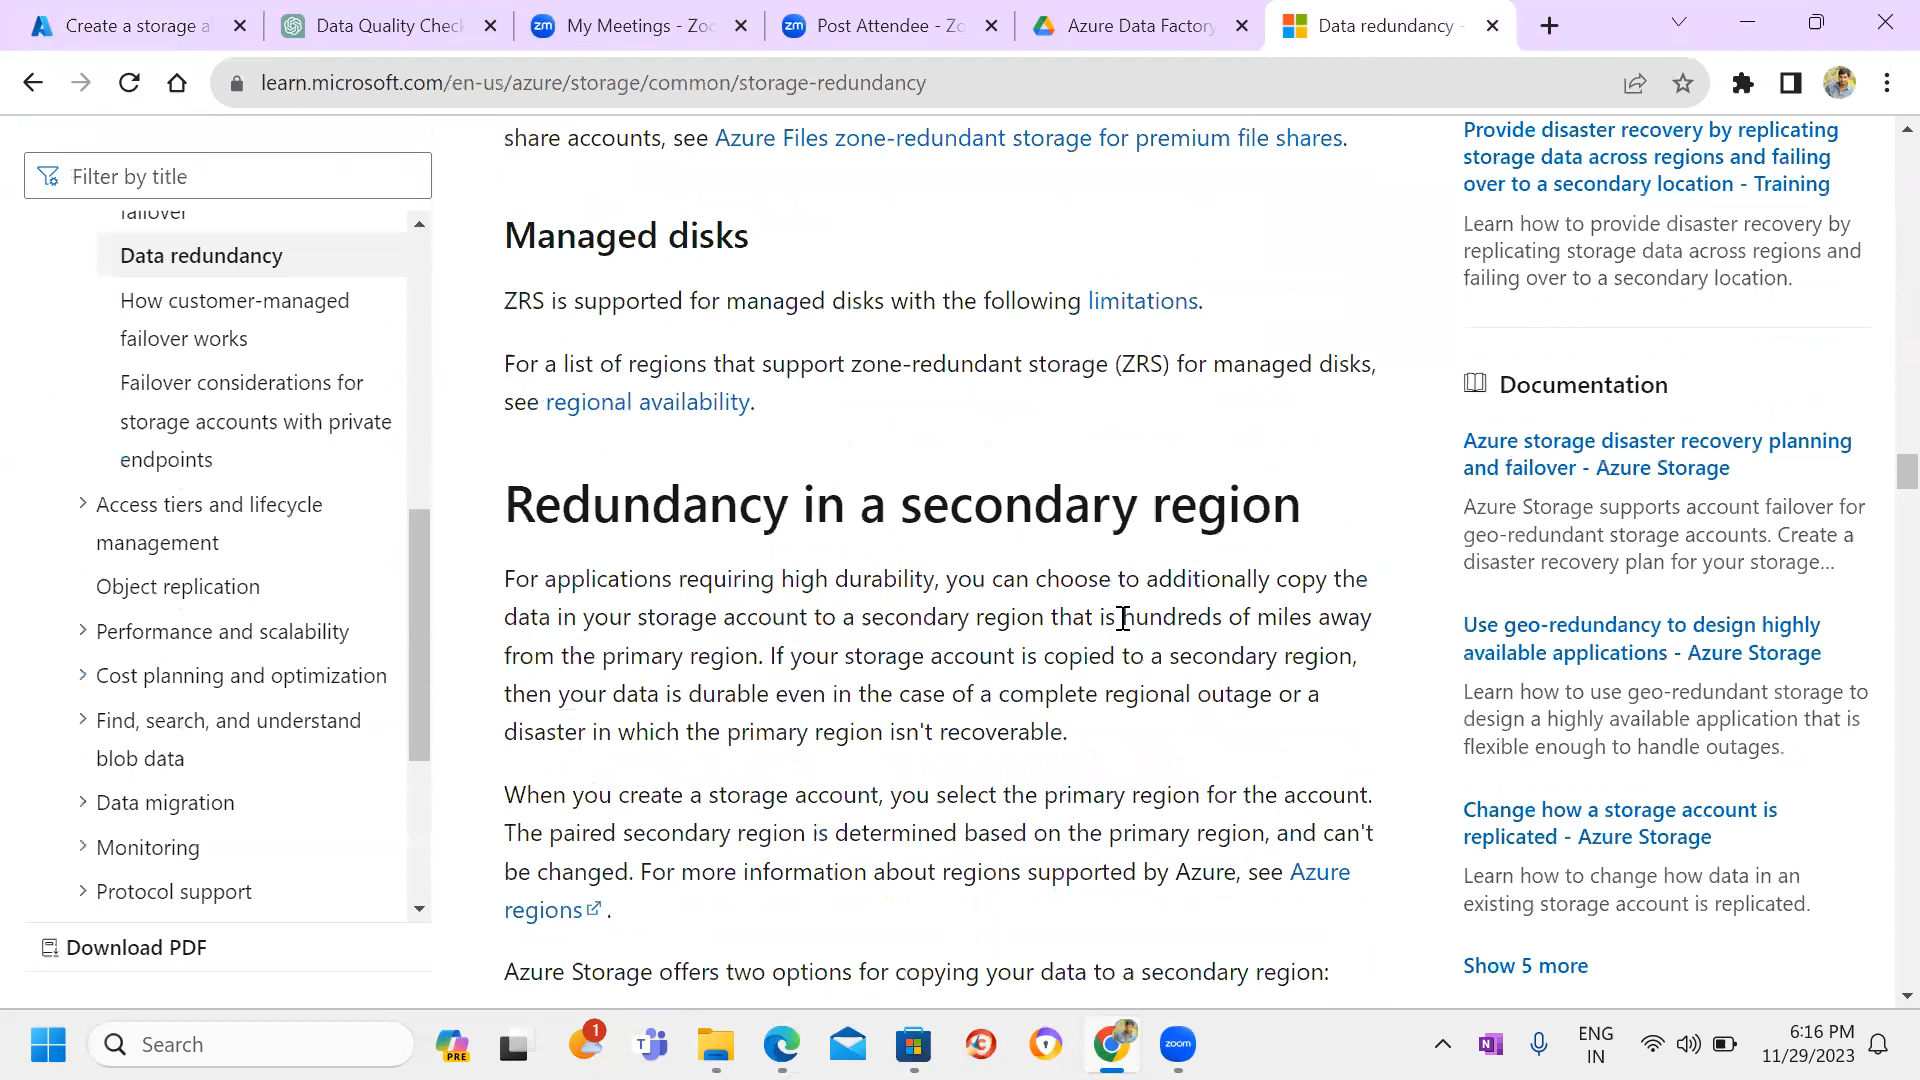 Create a storage a
Data Quality Check
zm My Meetings - Zoo
zm Post Attendee - Zo
Azure Data Factory
Data redundancy -
learn.microsoft.com/en-us/azure/storage/common/storage-redundancy
Filter by title
failover
Data redundancy
How customer-managed
failover works
Failover considerations for
storage accounts with private
endpoints
Access tiers and lifecycle
management
Object replication
Performance and scalability
Cost planning and optimization
Find, search, and understand
blob data
Data migration
Monitoring
Protocol support
Download PDF
share accounts, see Azure Files zone-redundant storage for premium file shares.
Managed disks
ZRS is supported for managed disks with the following limitations.
For a list of regions that support zone-redundant storage (ZRS) for managed disks,
see regional availability.
Redundancy in a secondary region
For applications requiring high durability, you can choose to additionally copy the
data in your storage account to a secondary region that is hundreds of miles away
from the primary region. If your storage account is copied to a secondary region,
then your data is durable even in the case of a complete regional outage or a
disaster in which the primary region isn't recoverable.
When you create a storage account, you select the primary region for the account.
The paired secondary region is determined based on the primary region, and can't
be changed. For more information about regions supported by Azure, see Azure
regions .
Azure Storage offers two options for copying your data to a secondary region:
Provide disaster recovery by replicating
storage data across regions and failing
over to a secondary location - Training
Learn how to provide disaster recovery by
replicating storage data across regions and
failing over to a secondary location.
Documentation
Azure storage disaster recovery planning
and failover - Azure Storage
Azure Storage supports account failover for
geo-redundant storage accounts. Create a
disaster recovery plan for your storage...
Use geo-redundancy to design highly
available applications - Azure Storage
Learn how to use geo-redundant storage to
design a highly available application that is
flexible enough to handle outages.
Change how a storage account is
replicated - Azure Storage
Learn how to change how data in an
existing storage account is replicated.
Show 5 more
Search
PRE
1
T
zoom
N
ENG
IN
6:16 PM
11/29/2023